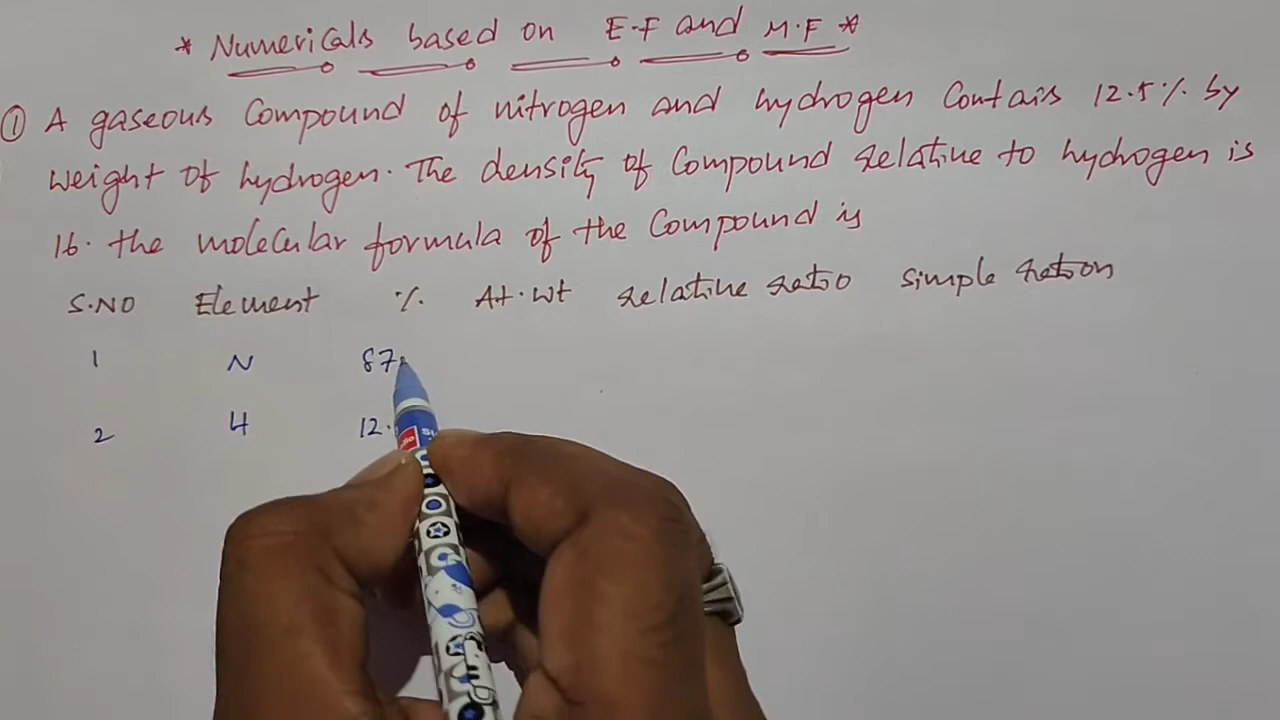 * Numericals based on E.F and M.F *
① A gaseous Compound of nitrogen and hydrogen Contais 12.5% by
weight of hydrogen. The density of Compound relative to hydrogen is
16. the molecular formula of the Compound is
S.NO Element % At.wt relative ratio simple ration
1 N 87
2 H 12.